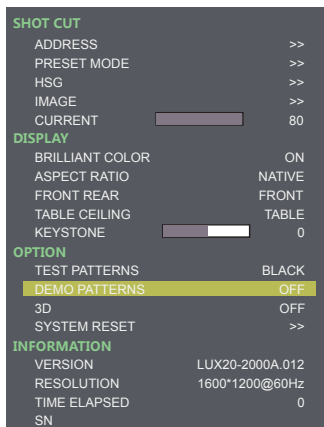 SHOT CUT
ADDRESS >>
PRESET MODE >>
HSG >>
IMAGE >>
CURRENT 80
DISPLAY
BRILLIANT COLOR ON
ASPECT RATIO NATIVE
FRONT REAR FRONT
TABLE CEILING TABLE
KEYSTONE 0
OPTION
TEST PATTERNS BLACK
DEMO PATTERNS OFF
3D OFF
SYSTEM RESET >>
INFORMATION
VERSION LUX20-2000A.012
RESOLUTION 1600*1200@60Hz
TIME ELAPSED 0
SN